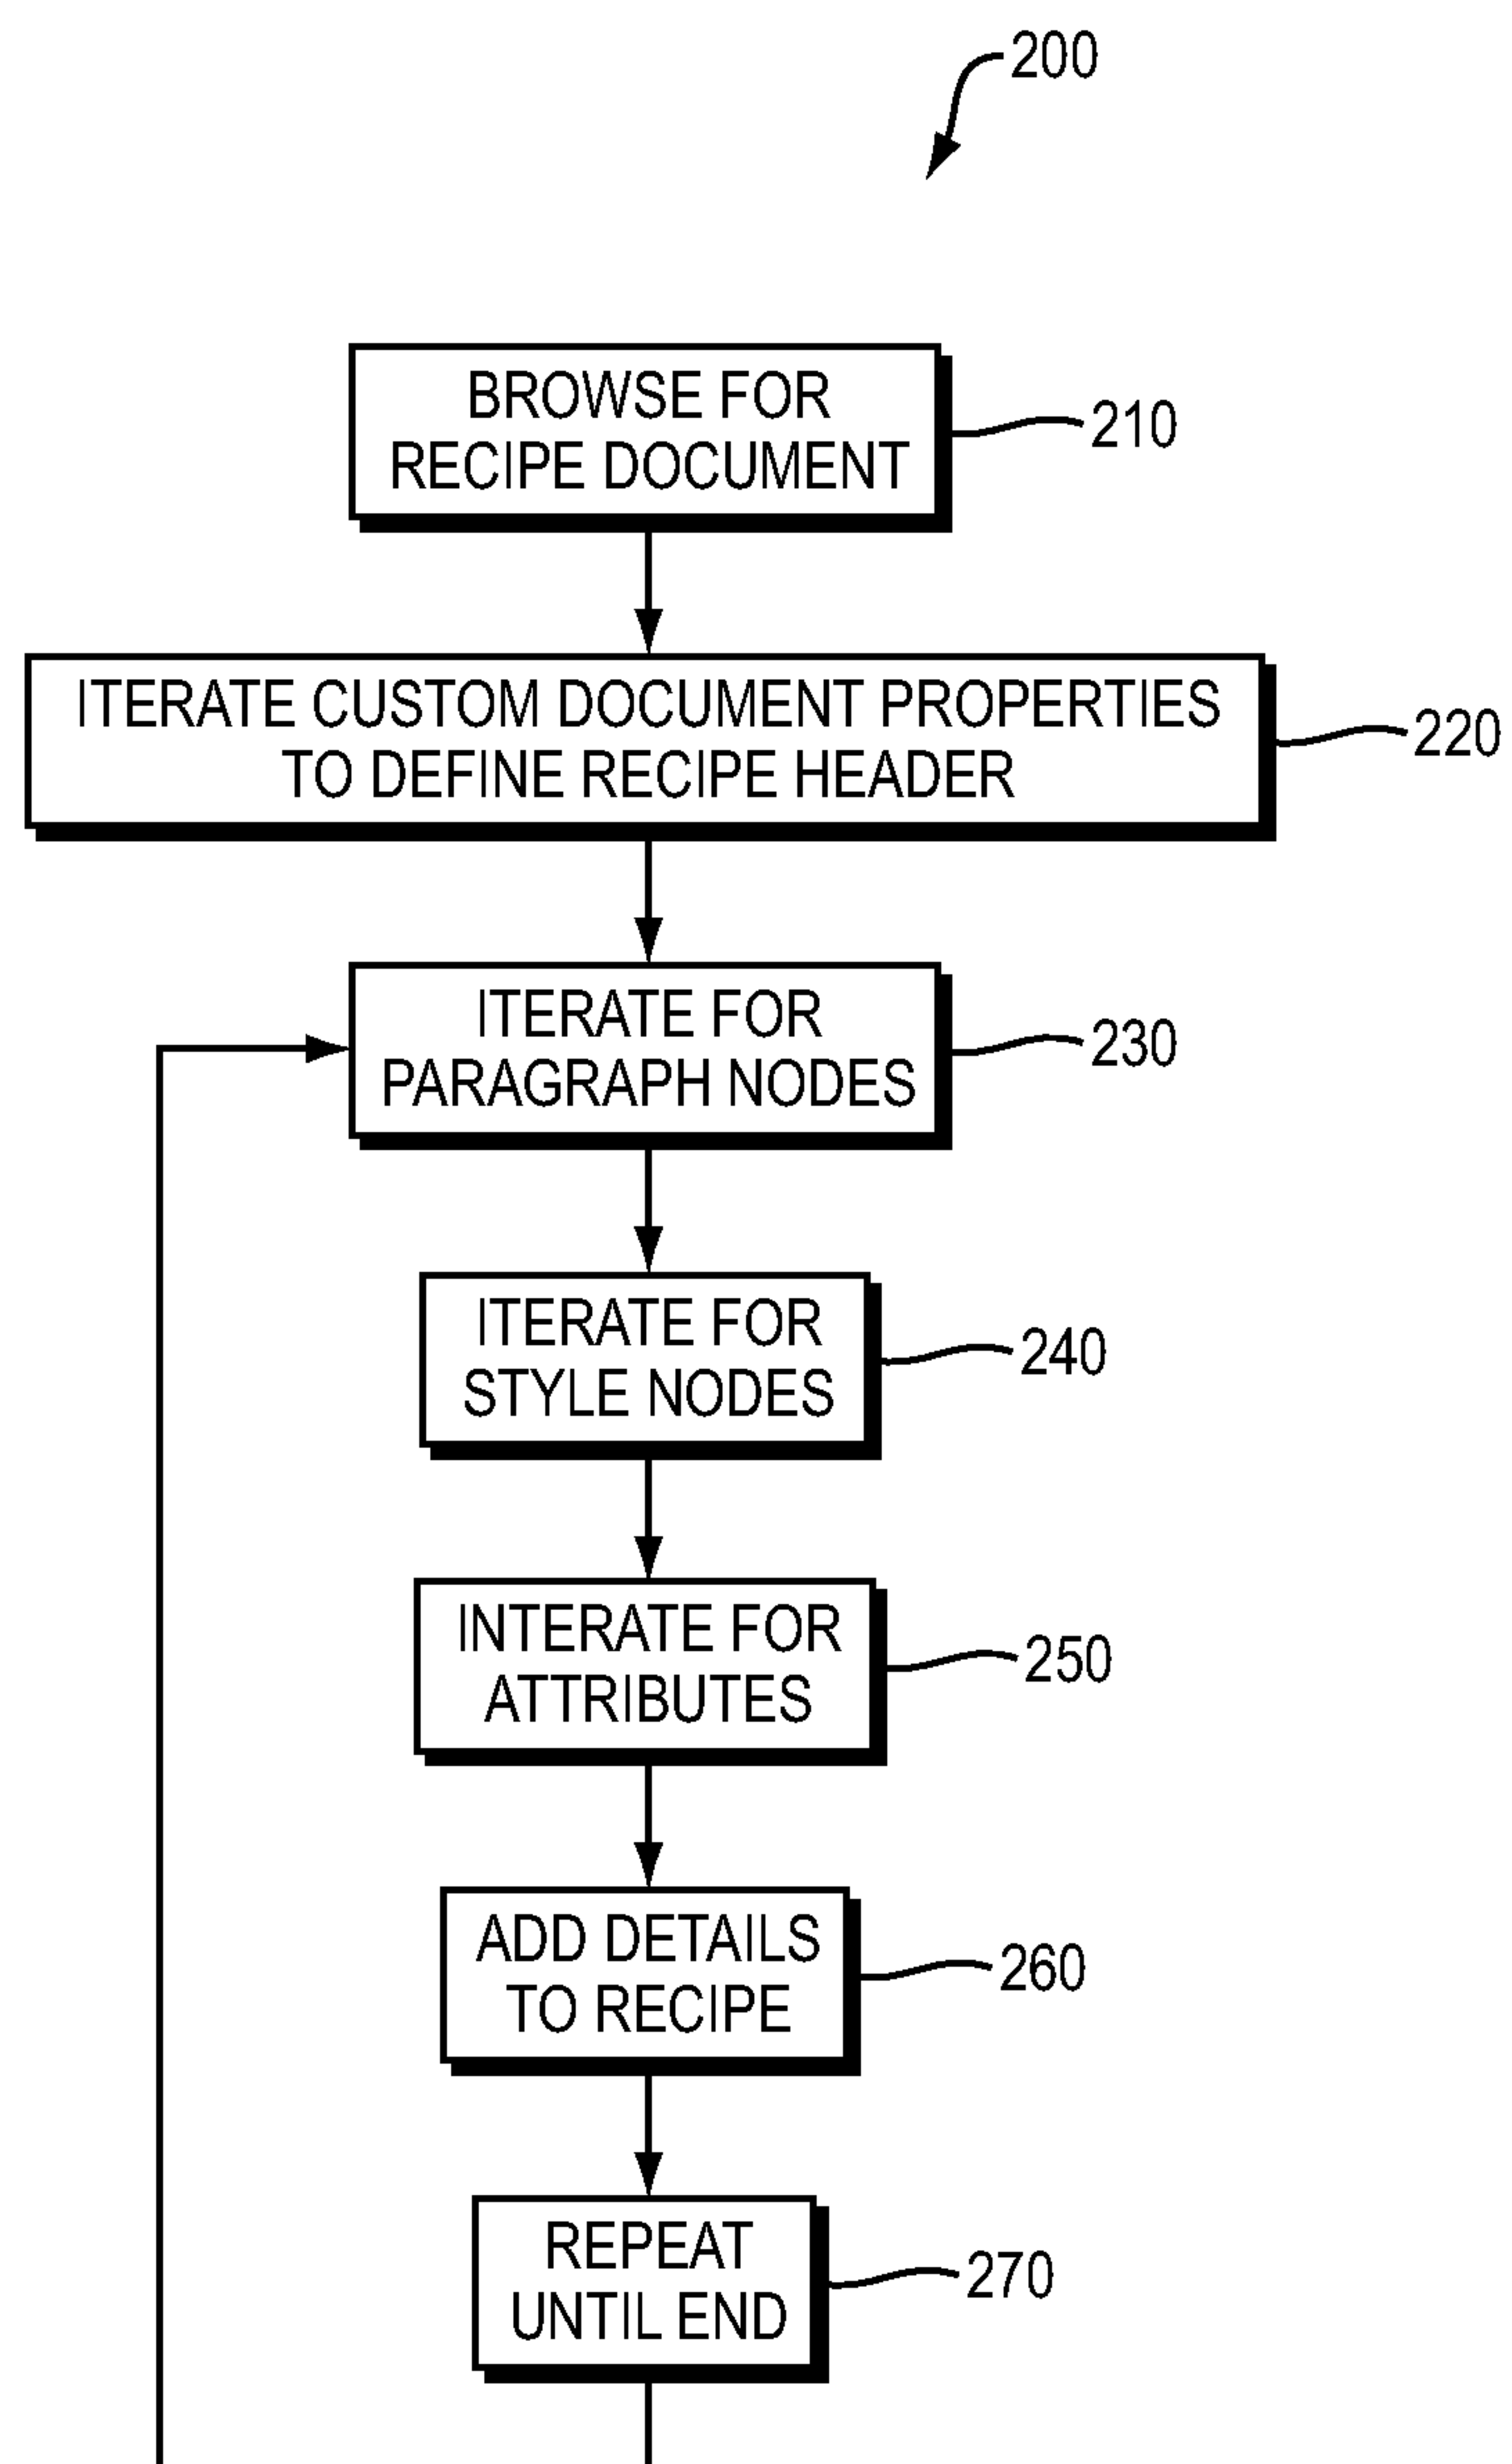 200
BROWSE FOR
RECIPE DOCUMENT
210
ITERATE CUSTOM DOCUMENT PROPERTIES
TO DEFINE RECIPE HEADER
220
ITERATE FOR
PARAGRAPH NODES
230
ITERATE FOR
STYLE NODES
240
INTERATE FOR
ATTRIBUTES
250
ADD DETAILS
TO RECIPE
260
REPEAT
UNTIL END
270